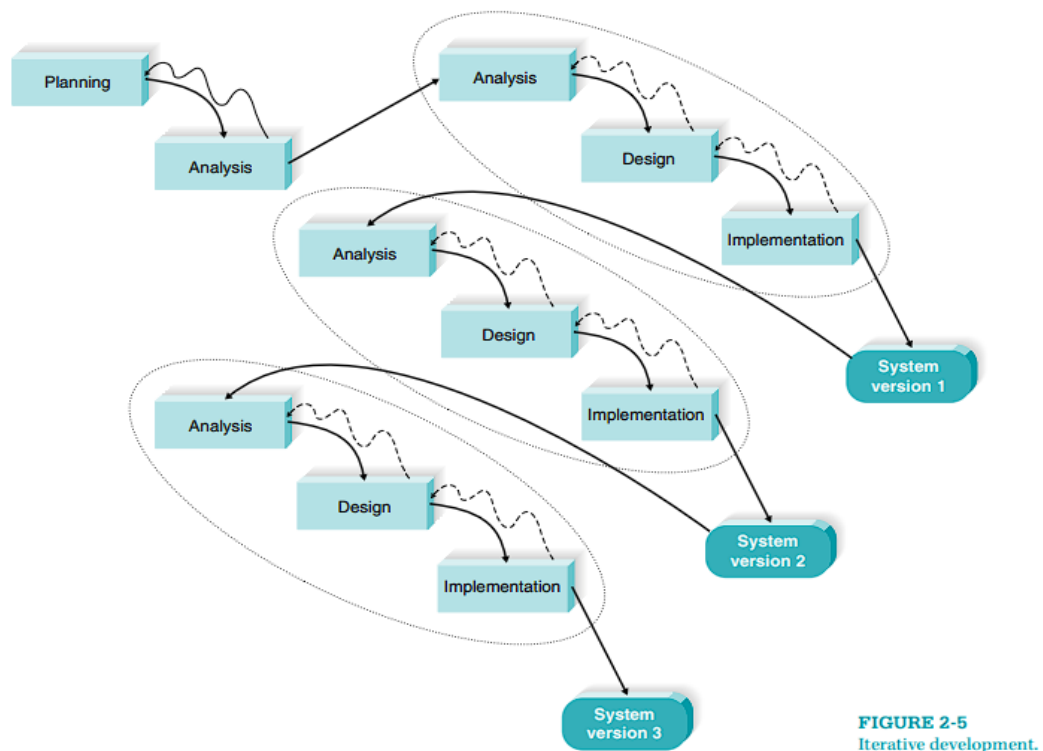 Planning
Analysis
Analysis
Design
Implementation
System
version 1
Analysis
Design
Implementation
System
version 2
Analysis
Design
Implementation
System
version 3
FIGURE 2-5
Iterative development.